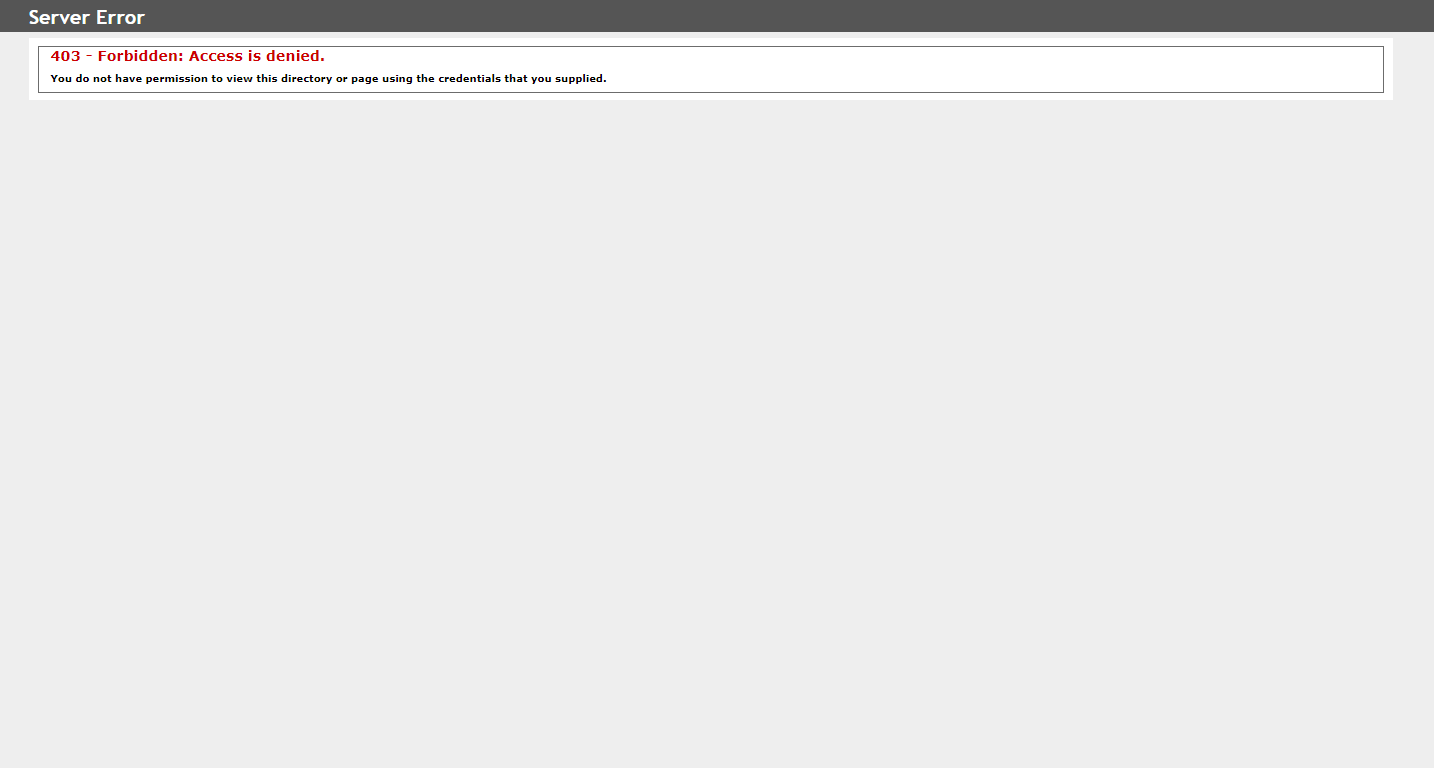 Server Error
403 - Forbidden: Access is denied.
You do not have permission to view this directory or page using the credentials that you supplied.